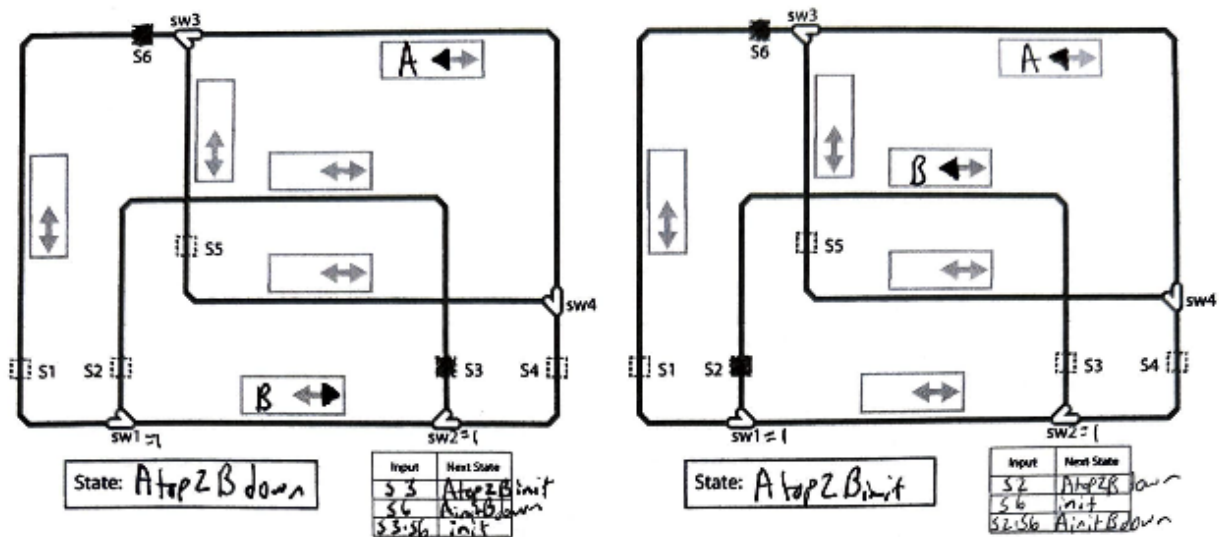 sw3
S6
A
S5
sw4
S1
S2
S3
S4
B
sw1=1
sw2=1
State: Atop2Bdown
Input Next State
S3 Atop2Binit
S6 AinitBdown
S3·S6 init
sw3
S6
A
B
S5
sw4
S1
S2
S3
S4
sw1=1
sw2=1
State: Atop2Binit
Input Next State
S2 Atop2Bdown
S6 init
S2·S6 AinitBdown